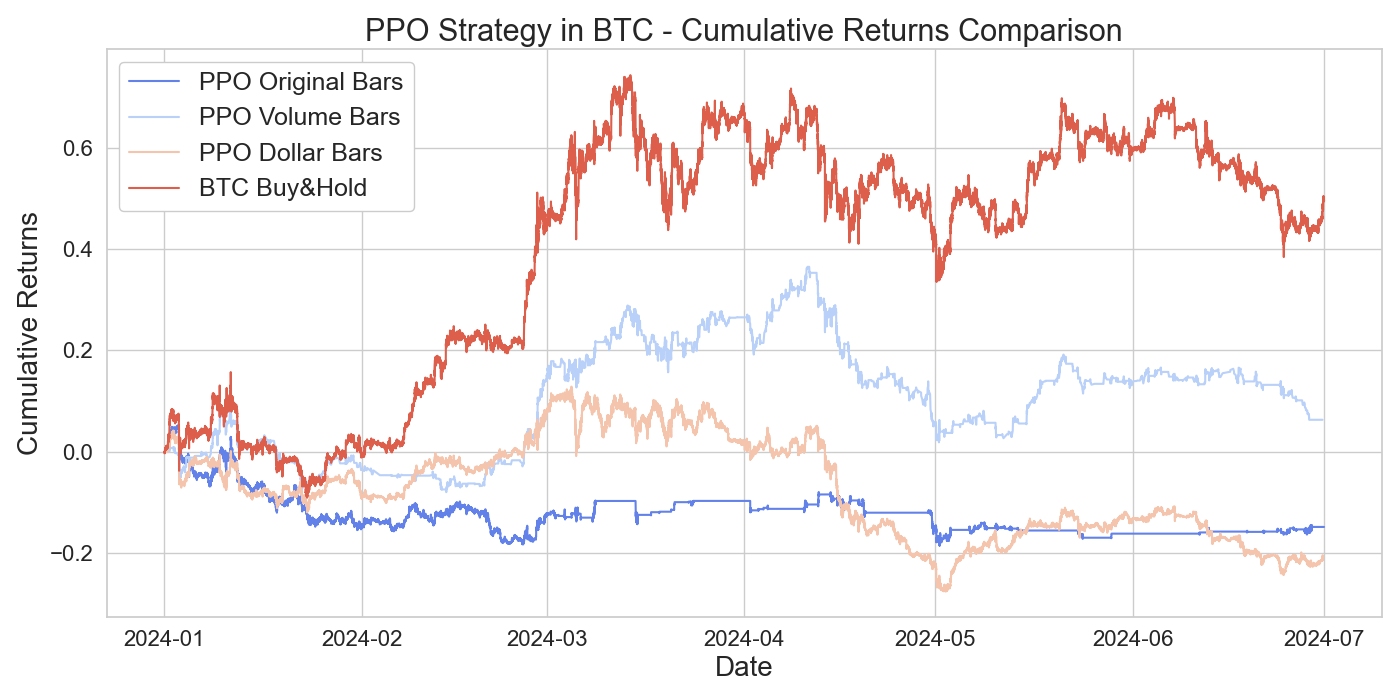 PPO Strategy in BTC - Cumulative Returns Comparison
PPO Original Bars
PPO Volume Bars
PPO Dollar Bars
BTC Buy&Hold
Cumulative Returns
0.6
0.4
0.2
0.0
−0.2
2024-01
2024-02
2024-03
2024-04
2024-05
2024-06
2024-07
Date